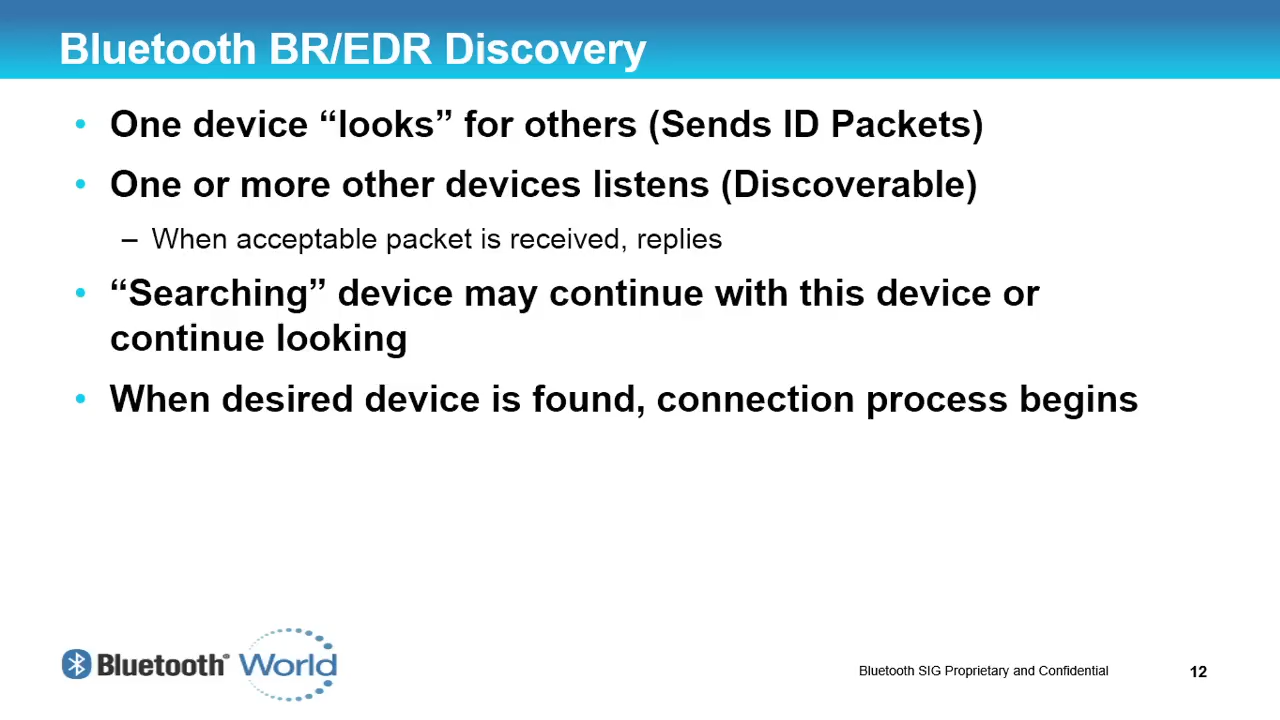 Bluetooth BR/EDR Discovery
• One device “looks” for others (Sends ID Packets)
• One or more other devices listens (Discoverable)
– When acceptable packet is received, replies
• “Searching” device may continue with this device or
continue looking
• When desired device is found, connection process begins
Bluetooth® World
Bluetooth SIG Proprietary and Confidential
12